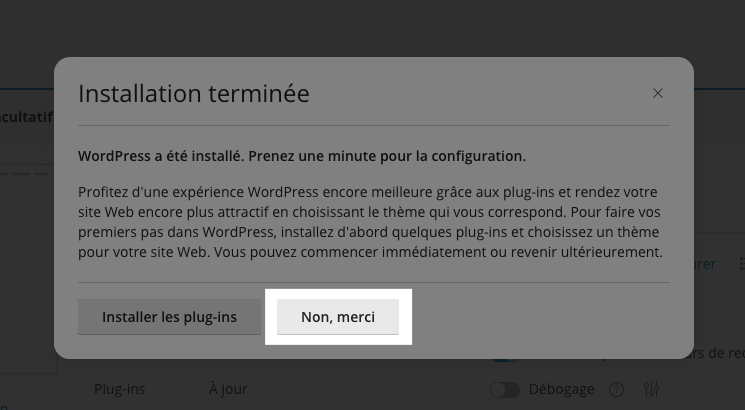 Installation terminée
cultatif
WordPress a été installé. Prenez une minute pour la configuration.
Profitez d'une expérience WordPress encore meilleure grâce aux plug-ins et rendez votre
site Web encore plus attractif en choisissant le thème qui vous correspond. Pour faire vos
premiers pas dans WordPress, installez d'abord quelques plug-ins et choisissez un thème
pour votre site Web. Vous pouvez commencer immédiatement ou revenir ultérieurement.
urer
Installer les plug-ins Non, merci
rs de rec
Plug-ins À jour Débogage